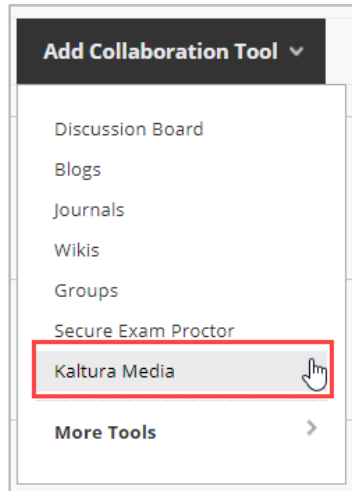 Add Collaboration Tool
Discussion Board
Blogs
Journals
Wikis
Groups
Secure Exam Proctor
Kaltura Media
More Tools